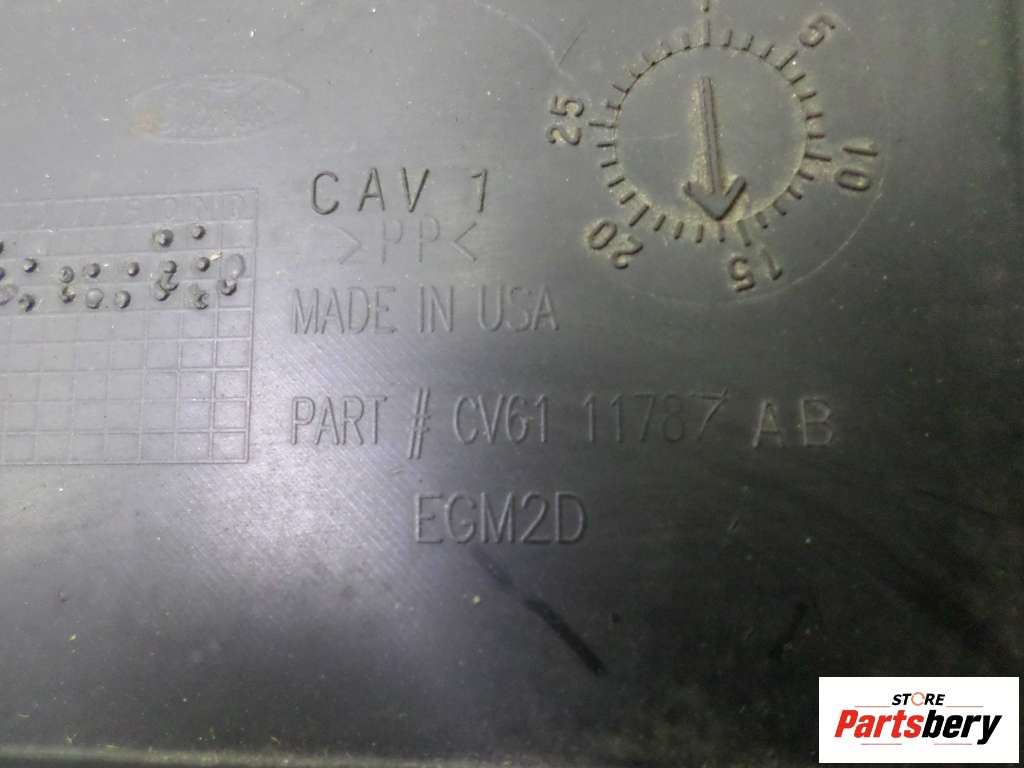 5
10
15
20
25
CAV 1
>PP<
MADE IN USA
PART # CV61 11787 AB
EGM2D
STORE
Partsbery